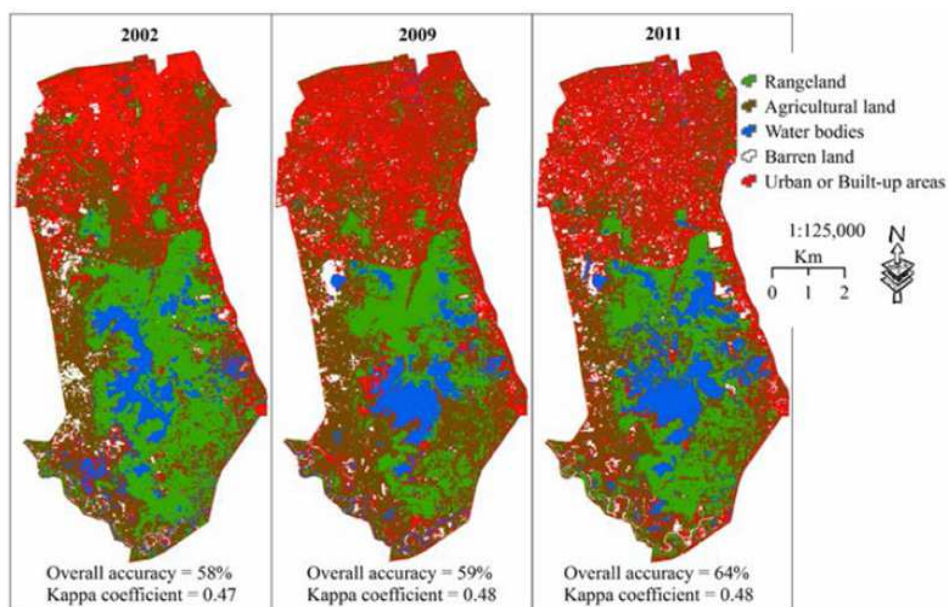 2002
2009
2011
Rangeland
Agricultural land
Water bodies
Barren land
Urban or Built-up areas
1:125,000
N
Km
0 1 2
Overall accuracy = 58%
Kappa coefficient = 0.47
Overall accuracy = 59%
Kappa coefficient = 0.48
Overall accuracy = 64%
Kappa coefficient = 0.48